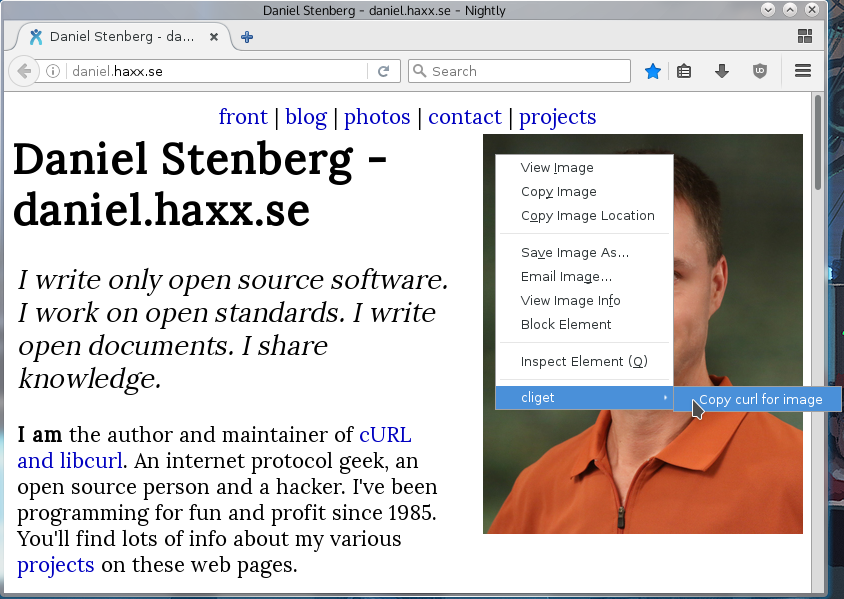 Daniel Stenberg - daniel.haxx.se - Nightly
Daniel Stenberg - da...
daniel.haxx.se
Search
front | blog | photos | contact | projects
Daniel Stenberg -
daniel.haxx.se
I write only open source software.
I work on open standards. I write
open documents. I share
knowledge.
I am the author and maintainer of cURL
and libcurl. An internet protocol geek, an
open source person and a hacker. I've been
programming for fun and profit since 1985.
You'll find lots of info about my various
projects on these web pages.
View Image
Copy Image
Copy Image Location
Save Image As...
Email Image...
View Image Info
Block Element
Inspect Element (Q)
cliget
Copy curl for image